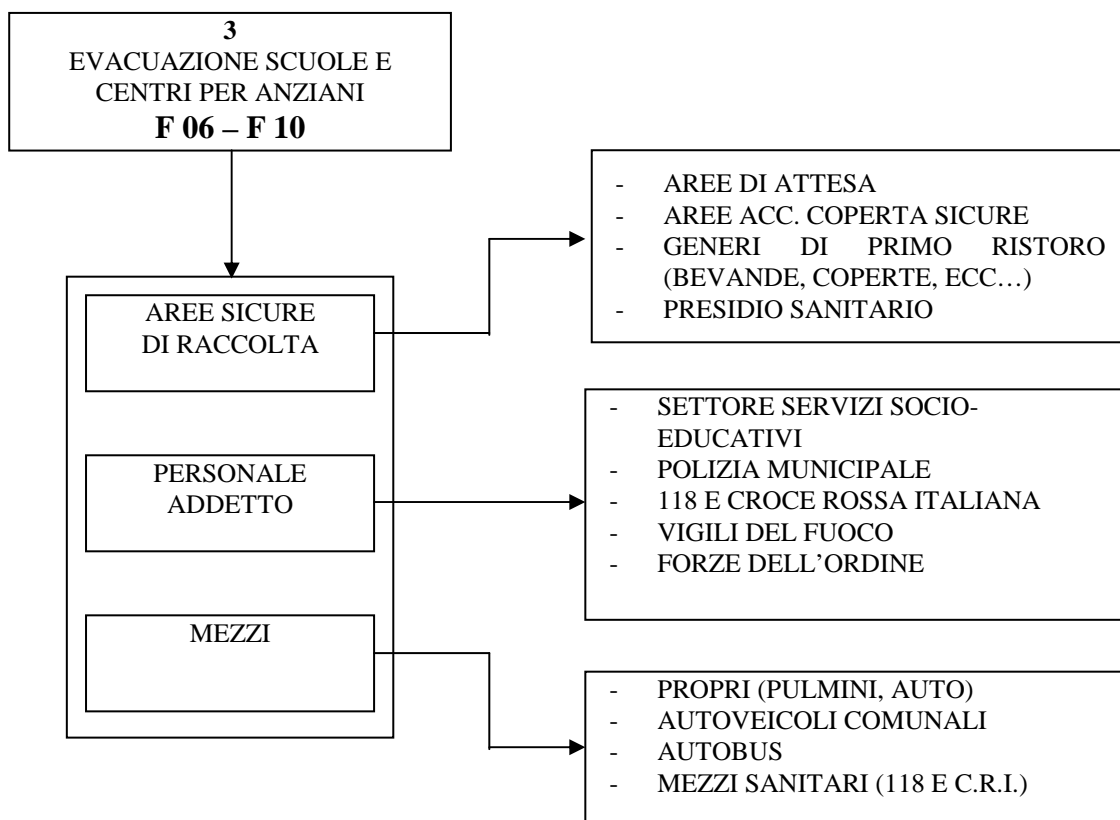 3
EVACUAZIONE SCUOLE E
CENTRI PER ANZIANI
F 06 – F 10
AREE SICURE
DI RACCOLTA
- AREE DI ATTESA
- AREE ACC. COPERTA SICURE
- GENERI DI PRIMO RISTORO
(BEVANDE, COPERTE, ECC…)
- PRESIDIO SANITARIO
PERSONALE
ADDETTO
- SETTORE SERVIZI SOCIO-
EDUCATIVI
- POLIZIA MUNICIPALE
- 118 E CROCE ROSSA ITALIANA
- VIGILI DEL FUOCO
- FORZE DELL’ORDINE
MEZZI
- PROPRI (PULMINI, AUTO)
- AUTOVEICOLI COMUNALI
- AUTOBUS
- MEZZI SANITARI (118 E C.R.I.)